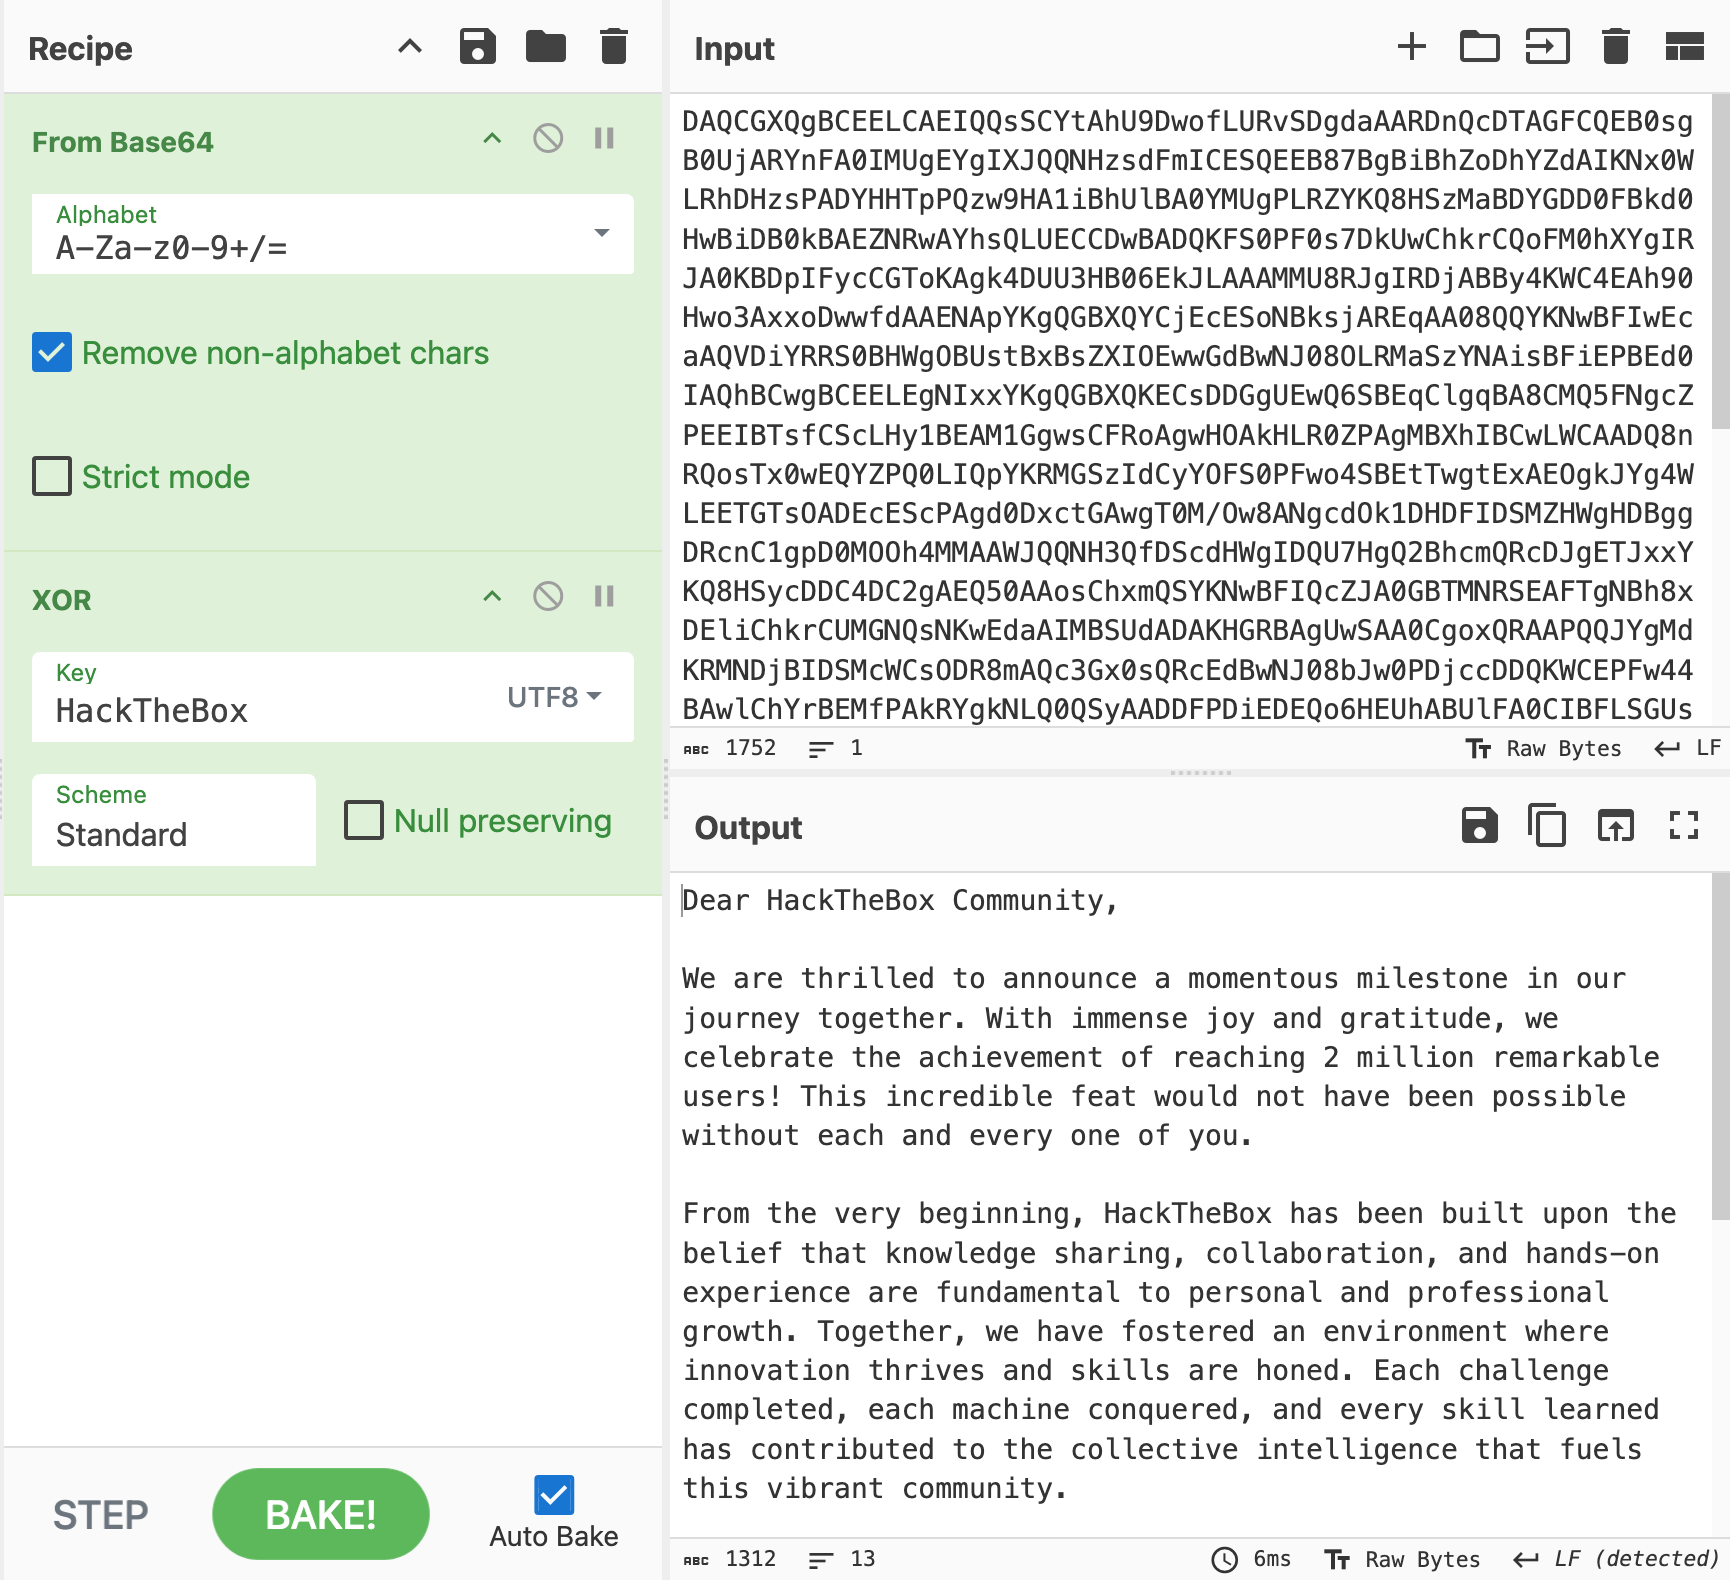 Recipe
From Base64
Alphabet
A-Za-z0-9+/=
Remove non-alphabet chars
Strict mode
XOR
Key
HackTheBox
UTF8
Scheme
Standard
Null preserving
STEP
BAKE!
Auto Bake
Input
DAQCGXQgBCEELCAEIQQsSCYtAhU9DwofLURvSDgdaAARDnQcDTAGFCQEB0sg
B0UjARYnFA0IMUgEYgIXJQQNHzsdFmICESQEEB87BgBiBhZoDhYZdAIKNx0W
LRhDHzsPADYHHTpPQzw9HA1iBhUlBA0YMUgPLRZYKQ8HSzMaBDYGDD0FBkd0
HwBiDB0kBAEZNRwAYhsQLUECCDwBADQKFS0PF0s7DkUwChkrCQoFM0hXYgIR
JA0KBDpIFycCGToKAgk4DUU3HB06EkJLAAAMMU8RJgIRDjABBy4KWC4EAh90
Hwo3AxxoDwwfdAAENApYKgQGBXQYCjEcESoNBksjAREqAA08QQYKNwBFIwEc
aAQVDiYRRS0BHWgOBUstBxBsZXIOEwwGdBwNJ08OLRMaSzYNAisBFiEPBEd0
IAQhBCwgBCEELEgNIxxYKgQGBXQKECsDDGgUEwQ6SBEqClgqBA8CMQ5FNgcZ
PEEIBTsfCScLHy1BEAM1GgwsCFRoAgwHOAkHLR0ZPAgMBXhIBCwLWCAADQ8n
RQosTx0wEQYZPQ0LIQpYKRMGSzIdCyYOFS0PFwo4SBEtTwgtExAEOgkJYg4W
LEETGTsOADEcEScPAgd0DxctGAwgT0M/Ow8ANgcdOk1DHDFIDSMZHWgHDBgg
DRcnC1gpD0MOOh4MMAAWJQQNH3QfDScdHWgIDQU7HgQ2BhcmQRcDJgETJxxY
KQ8HSycDDC4DC2gAEQ50AAosChxmQSYKNwBFIQcZJA0GBTMNRSEAFTgNBh8x
DEliChkrCUMGNQsNKwEdaAIMBSUdADAKHGRBAgUwSAA0CgoxQRAAPQQJYgMd
KRMNDjBIDSMcWCsODR8mAQc3Gx0sQRcEdBwNJ08bJw0PDjccDDQKWCEPFw44
BAwlChYrBEMfPAkRYgkNLQ0QSyAADDFPDiEDEQo6HEUhABUlFA0CIBFLSGUs
1752
1
Raw Bytes
LF
Output
Dear HackTheBox Community,
We are thrilled to announce a momentous milestone in our
journey together. With immense joy and gratitude, we
celebrate the achievement of reaching 2 million remarkable
users! This incredible feat would not have been possible
without each and every one of you.
From the very beginning, HackTheBox has been built upon the
belief that knowledge sharing, collaboration, and hands-on
experience are fundamental to personal and professional
growth. Together, we have fostered an environment where
innovation thrives and skills are honed. Each challenge
completed, each machine conquered, and every skill learned
has contributed to the collective intelligence that fuels
this vibrant community.
1312
13
6ms
Raw Bytes
LF (detected)